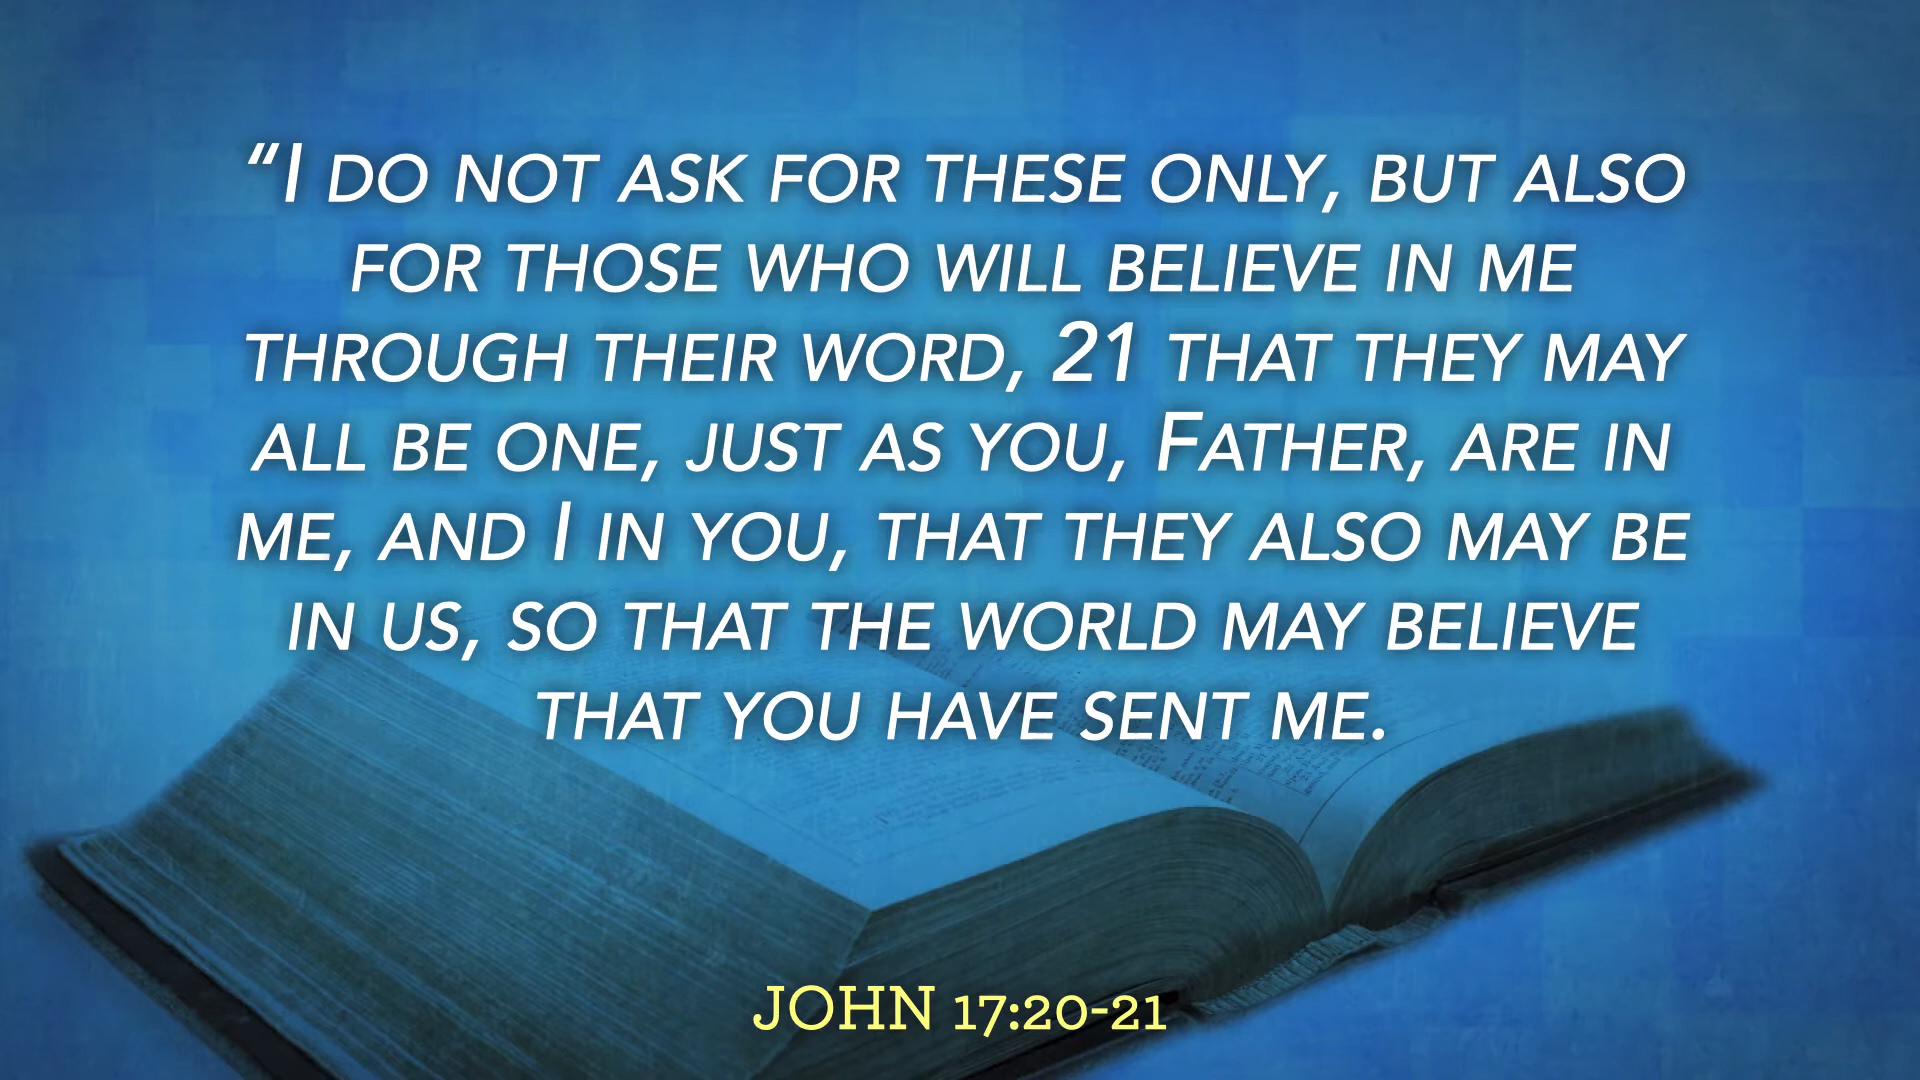 “I do not ask for these only, but also
for those who will believe in me
through their word, 21 that they may
all be one, just as you, Father, are in
me, and I in you, that they also may be
in us, so that the world may believe
that you have sent me.
JOHN 17:20-21